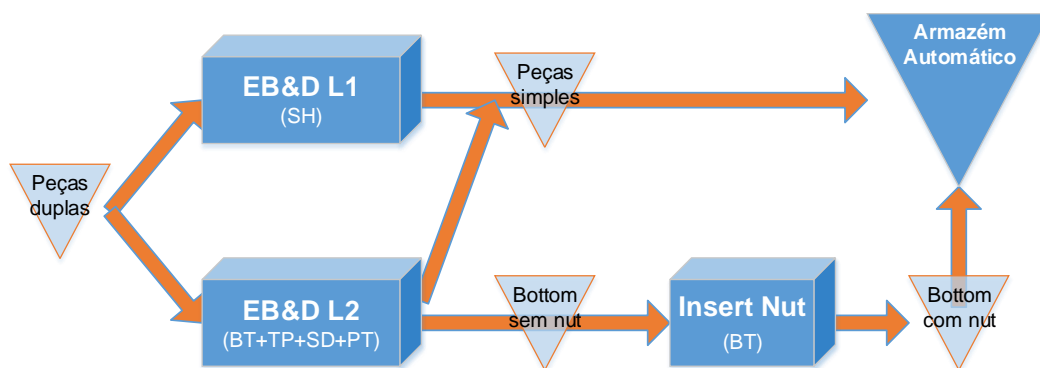 Armazém
Automático
EB&D L1
(SH)
Peças
simples
Peças
duplas
EB&D L2
(BT+TP+SD+PT)
Bottom
sem nut
Insert Nut
(BT)
Bottom
com nut